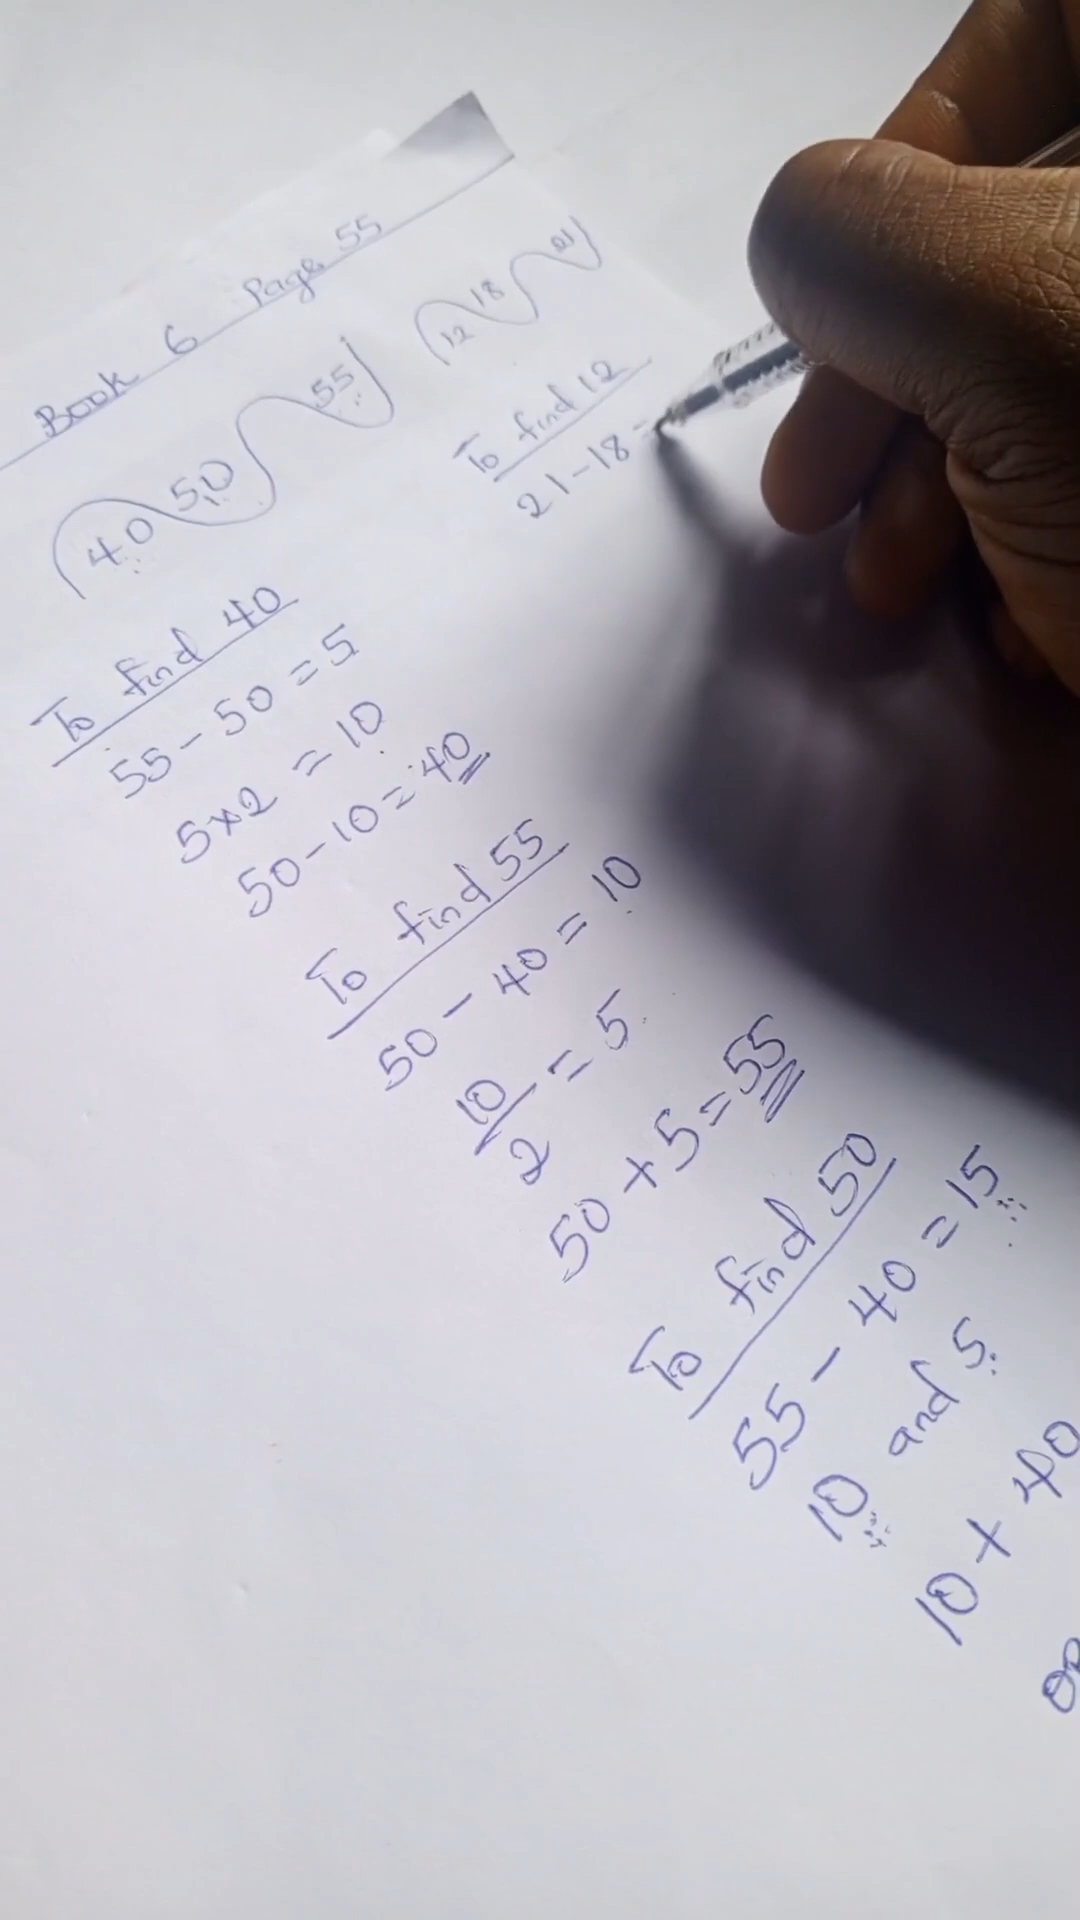 Book 6 Page 55
40 50 55
To find 40
55 - 50 = 5
5 x 2 = 10
50 - 10 = 40
To find 55
50 - 40 = 10
10/2 = 5
50 + 5 = 55
To find 50
55 - 40 = 15
10 and 5
10 + 40
OR
12 18 21
To find 12
21 - 18 =